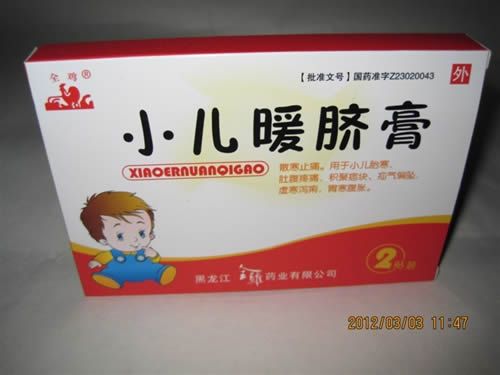 全鸡®
【批准文号】国药准字Z23020043
外
小儿暖脐膏
XIAOERNUANQIGAO
散寒止痛。用于小儿胎寒、
肚腹疼痛、积聚痞块、疝气偏坠、
虚寒泻痢、胃寒腹胀。
黑龙江
药业有限公司
2贴装
2012/03/03 11:47